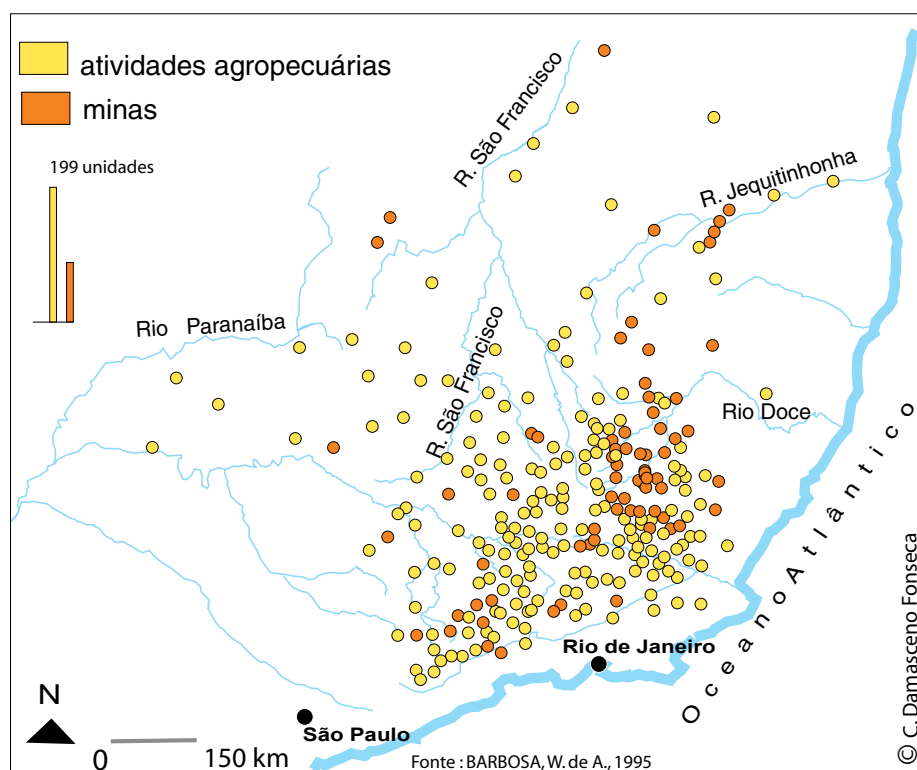 atividades agropecuárias
minas
199 unidades
R. São Francisco
R. Jequitinhonha
Rio Paranaíba
R. São Francisco
Rio Doce
Oceano Atlântico
Rio de Janeiro
São Paulo
N
0 150 km
Fonte : BARBOSA, W. de A., 1995
© C. Damasceno Fonseca